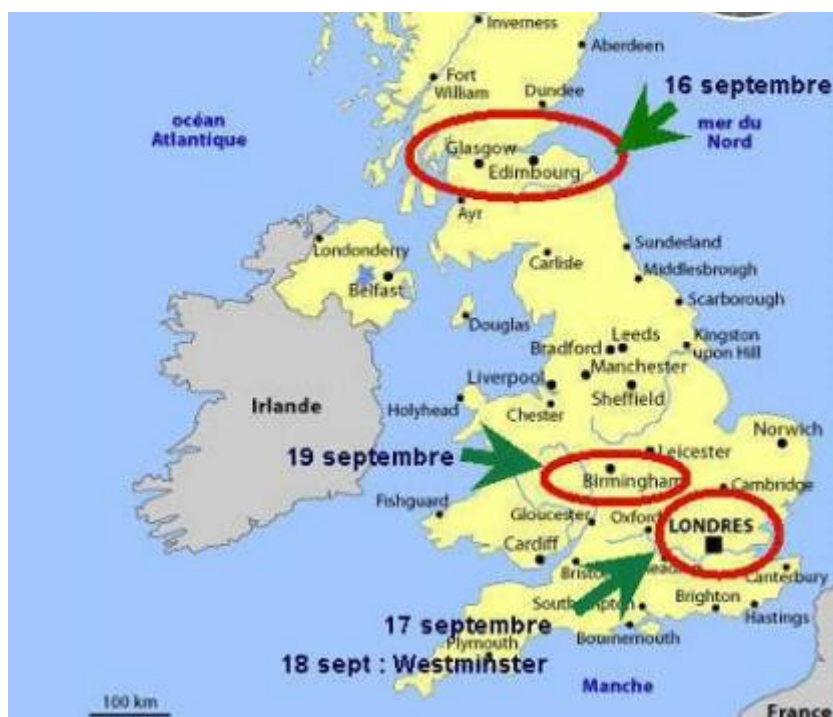 Inverness
Aberdeen
Fort
William
Dundee
16 septembre
océan
Atlantique
mer du
Nord
Glasgow
Edimbourg
Ayr
Londonderry
Belfast
Carlisle
Sunderland
Middlesbrough
Scarborough
Douglas
Leeds
Bradford
Kingston
upon Hill
Manchester
Liverpool
Sheffield
Irlande
Holyhead
Chester
Norwich
19 septembre
Leicester
Birmingham
Cambridge
Fishguard
Gloucester
Oxford
LONDRES
Cardiff
Canterbury
Brighton
Hastings
17 septembre
Bournemouth
Plymouth
18 sept : Westminster
Manche
100 km
France